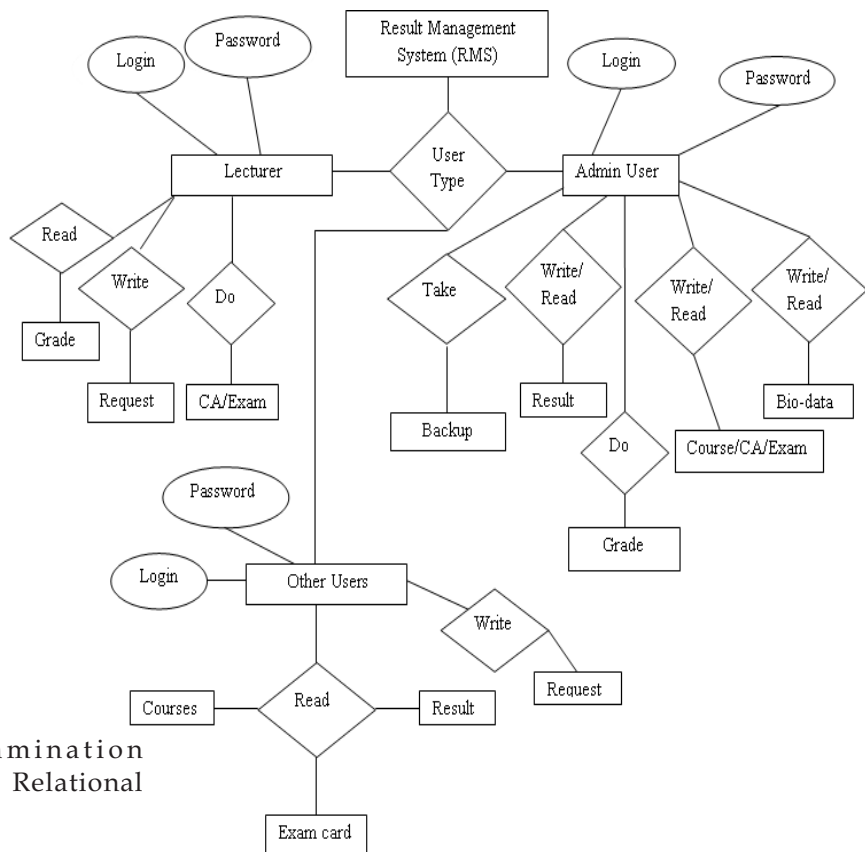 Result Management
System (RMS)
Login
Password
Login
Password
Lecturer
User
Type
Admin User
Read
Write
Do
Take
Write/
Read
Write/
Read
Write/
Read
Grade
Request
CA/Exam
Backup
Result
Do
Course/CA/Exam
Bio-data
Grade
Password
Login
Other Users
Write
Request
Courses
Read
Result
Exam card
mination
Relational